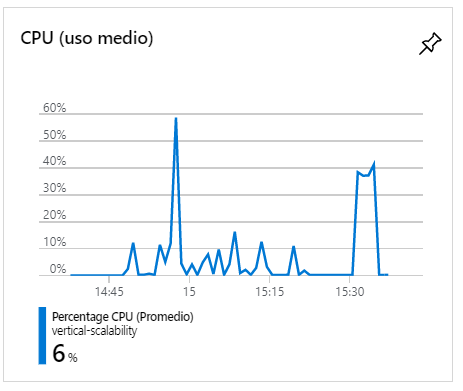 CPU (uso medio)
60%
50%
40%
30%
20%
10%
0%
14:45 15 15:15 15:30
Percentage CPU (Promedio)
vertical-scalability
6 %